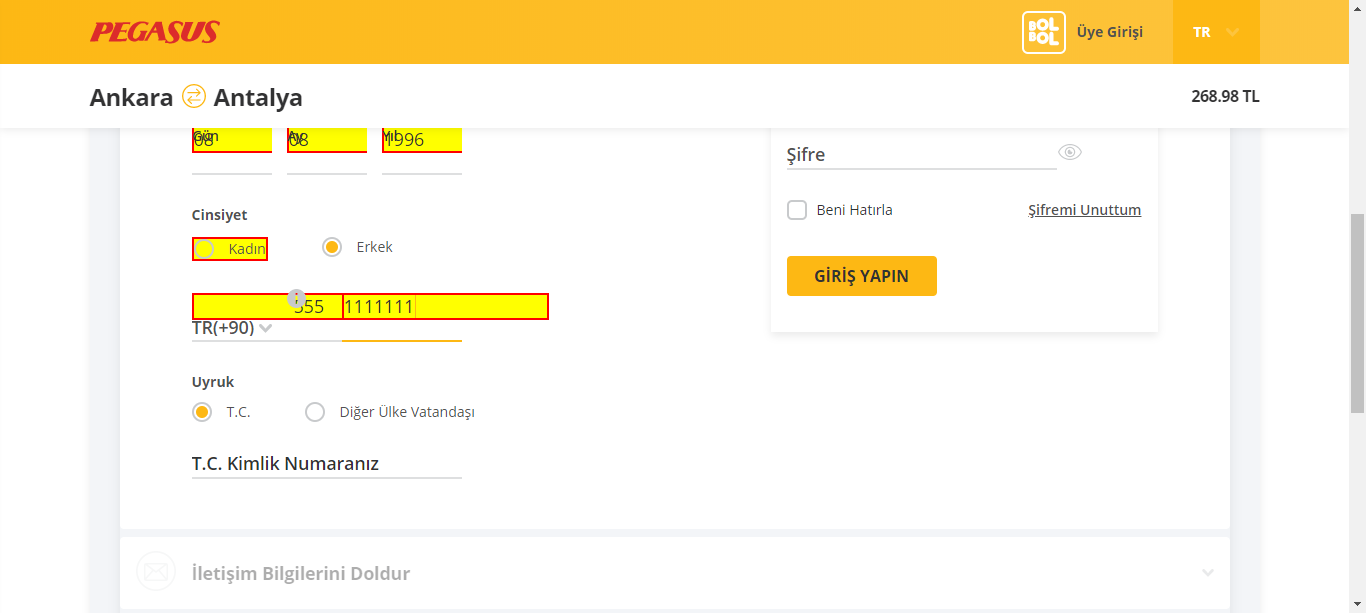 PEGASUS
BOL BOL
Üye Girişi
TR
Ankara Antalya
268.98 TL
Gün Ay Yıl
08 08 1996
Cinsiyet
Kadın Erkek
555 1111111
TR(+90)
Uyruk
T.C. Diğer Ülke Vatandaşı
T.C. Kimlik Numaranız
Şifre
Beni Hatırla Şifremi Unuttum
GİRİŞ YAPIN
İletişim Bilgilerini Doldur